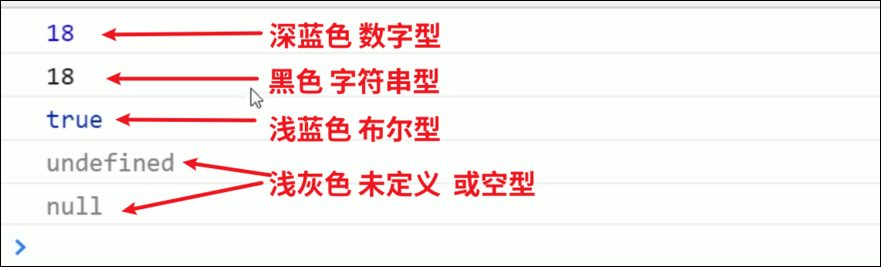 18 深蓝色 数字型
18 黑色 字符串型
true 浅蓝色 布尔型
undefined
浅灰色 未定义 或空型
null
>